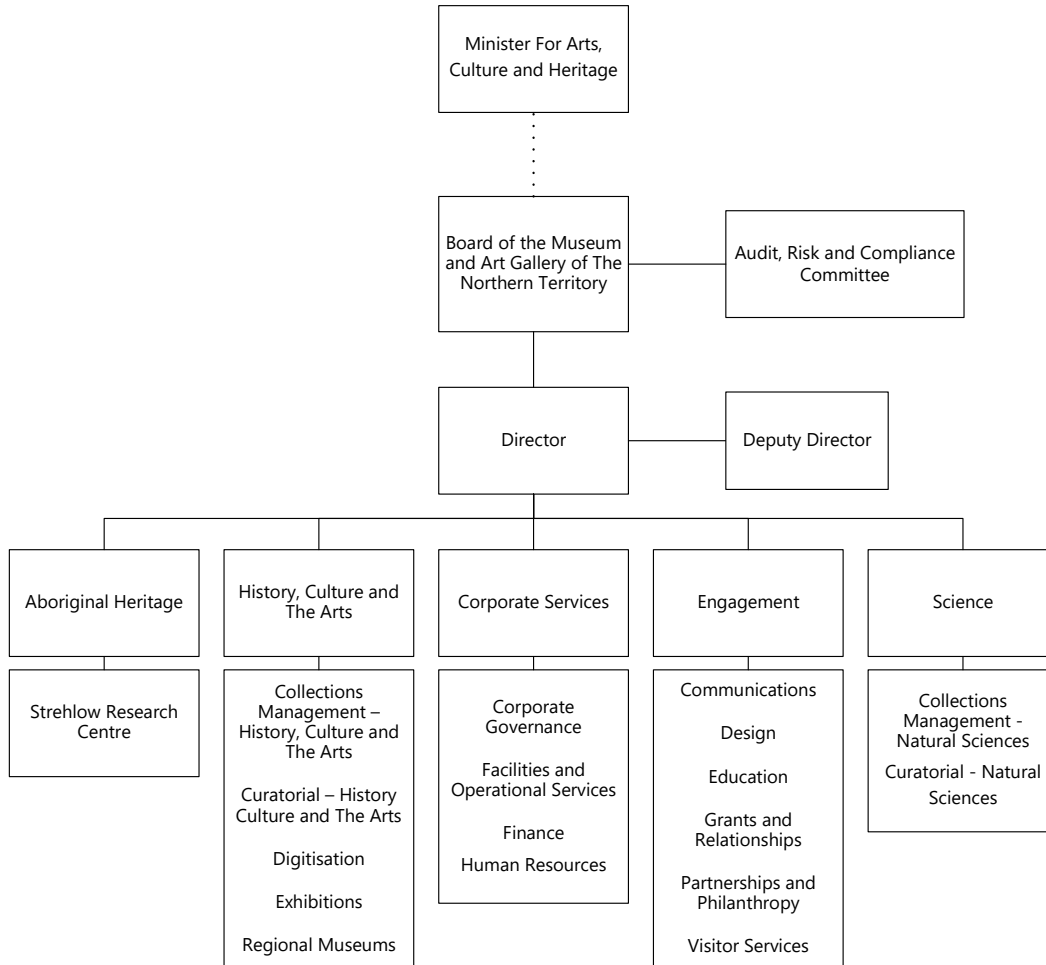 Minister For Arts,
Culture and Heritage
Board of the Museum
and Art Gallery of The
Northern Territory
Audit, Risk and Compliance
Committee
Director
Deputy Director
Aboriginal Heritage
History, Culture and
The Arts
Corporate Services
Engagement
Science
Strehlow Research
Centre
Collections
Management –
History, Culture and
The Arts
Curatorial – History
Culture and The Arts
Digitisation
Exhibitions
Regional Museums
Corporate
Governance
Facilities and
Operational Services
Finance
Human Resources
Communications
Design
Education
Grants and
Relationships
Partnerships and
Philanthropy
Visitor Services
Collections
Management -
Natural Sciences
Curatorial - Natural
Sciences